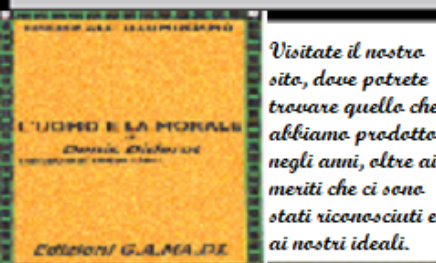 L'UOMO E LA MORALE
Denis Diderot
Edizioni G.A.MA.DI.
Visitate il nostro
sito, dove potrete
trovare quello che
abbiamo prodotto
negli anni, oltre ai
meriti che ci sono
stati riconosciuti e
ai nostri ideali.